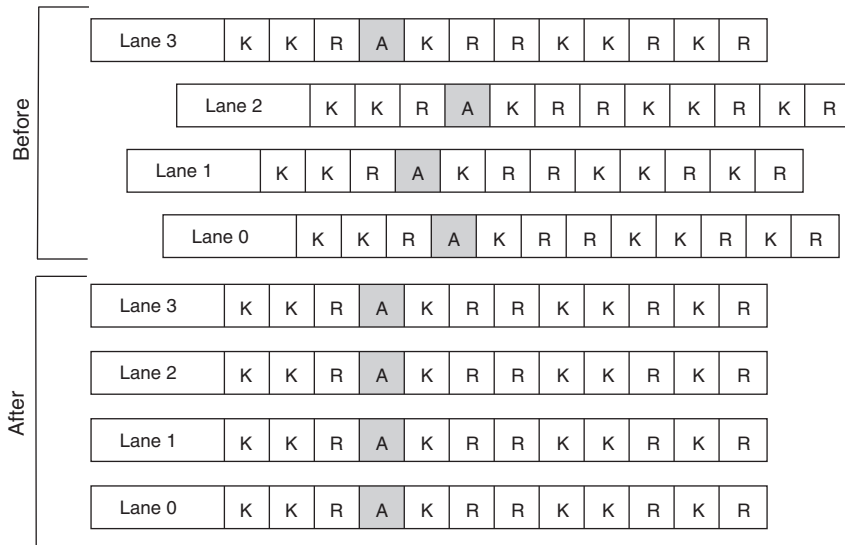 Before
Lane 3 K K R A K R R K K R K R
Lane 2 K K R A K R R K K R K R
Lane 1 K K R A K R R K K R K R
Lane 0 K K R A K R R K K R K R
After
Lane 3 K K R A K R R K K R K R
Lane 2 K K R A K R R K K R K R
Lane 1 K K R A K R R K K R K R
Lane 0 K K R A K R R K K R K R